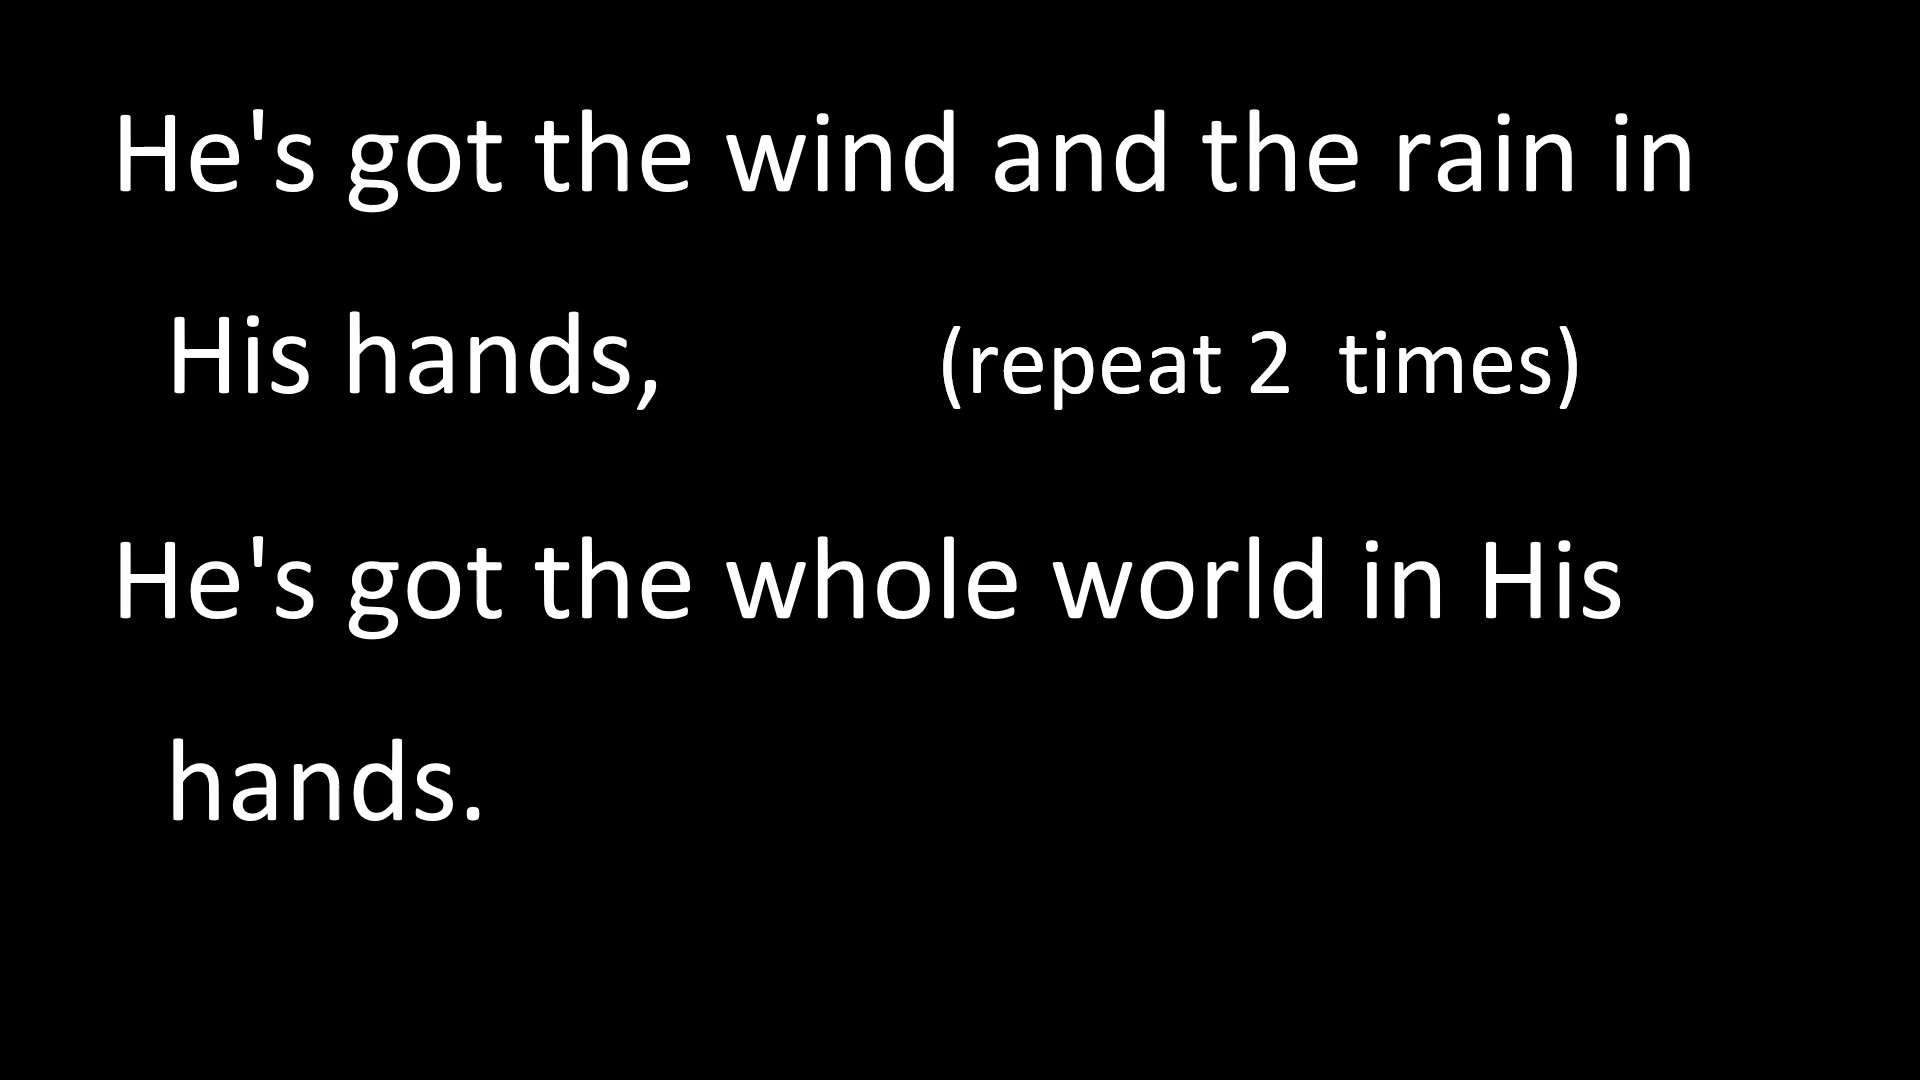 He's got the wind and the rain in
His hands, (repeat 2  times)
He's got the whole world in His
hands.